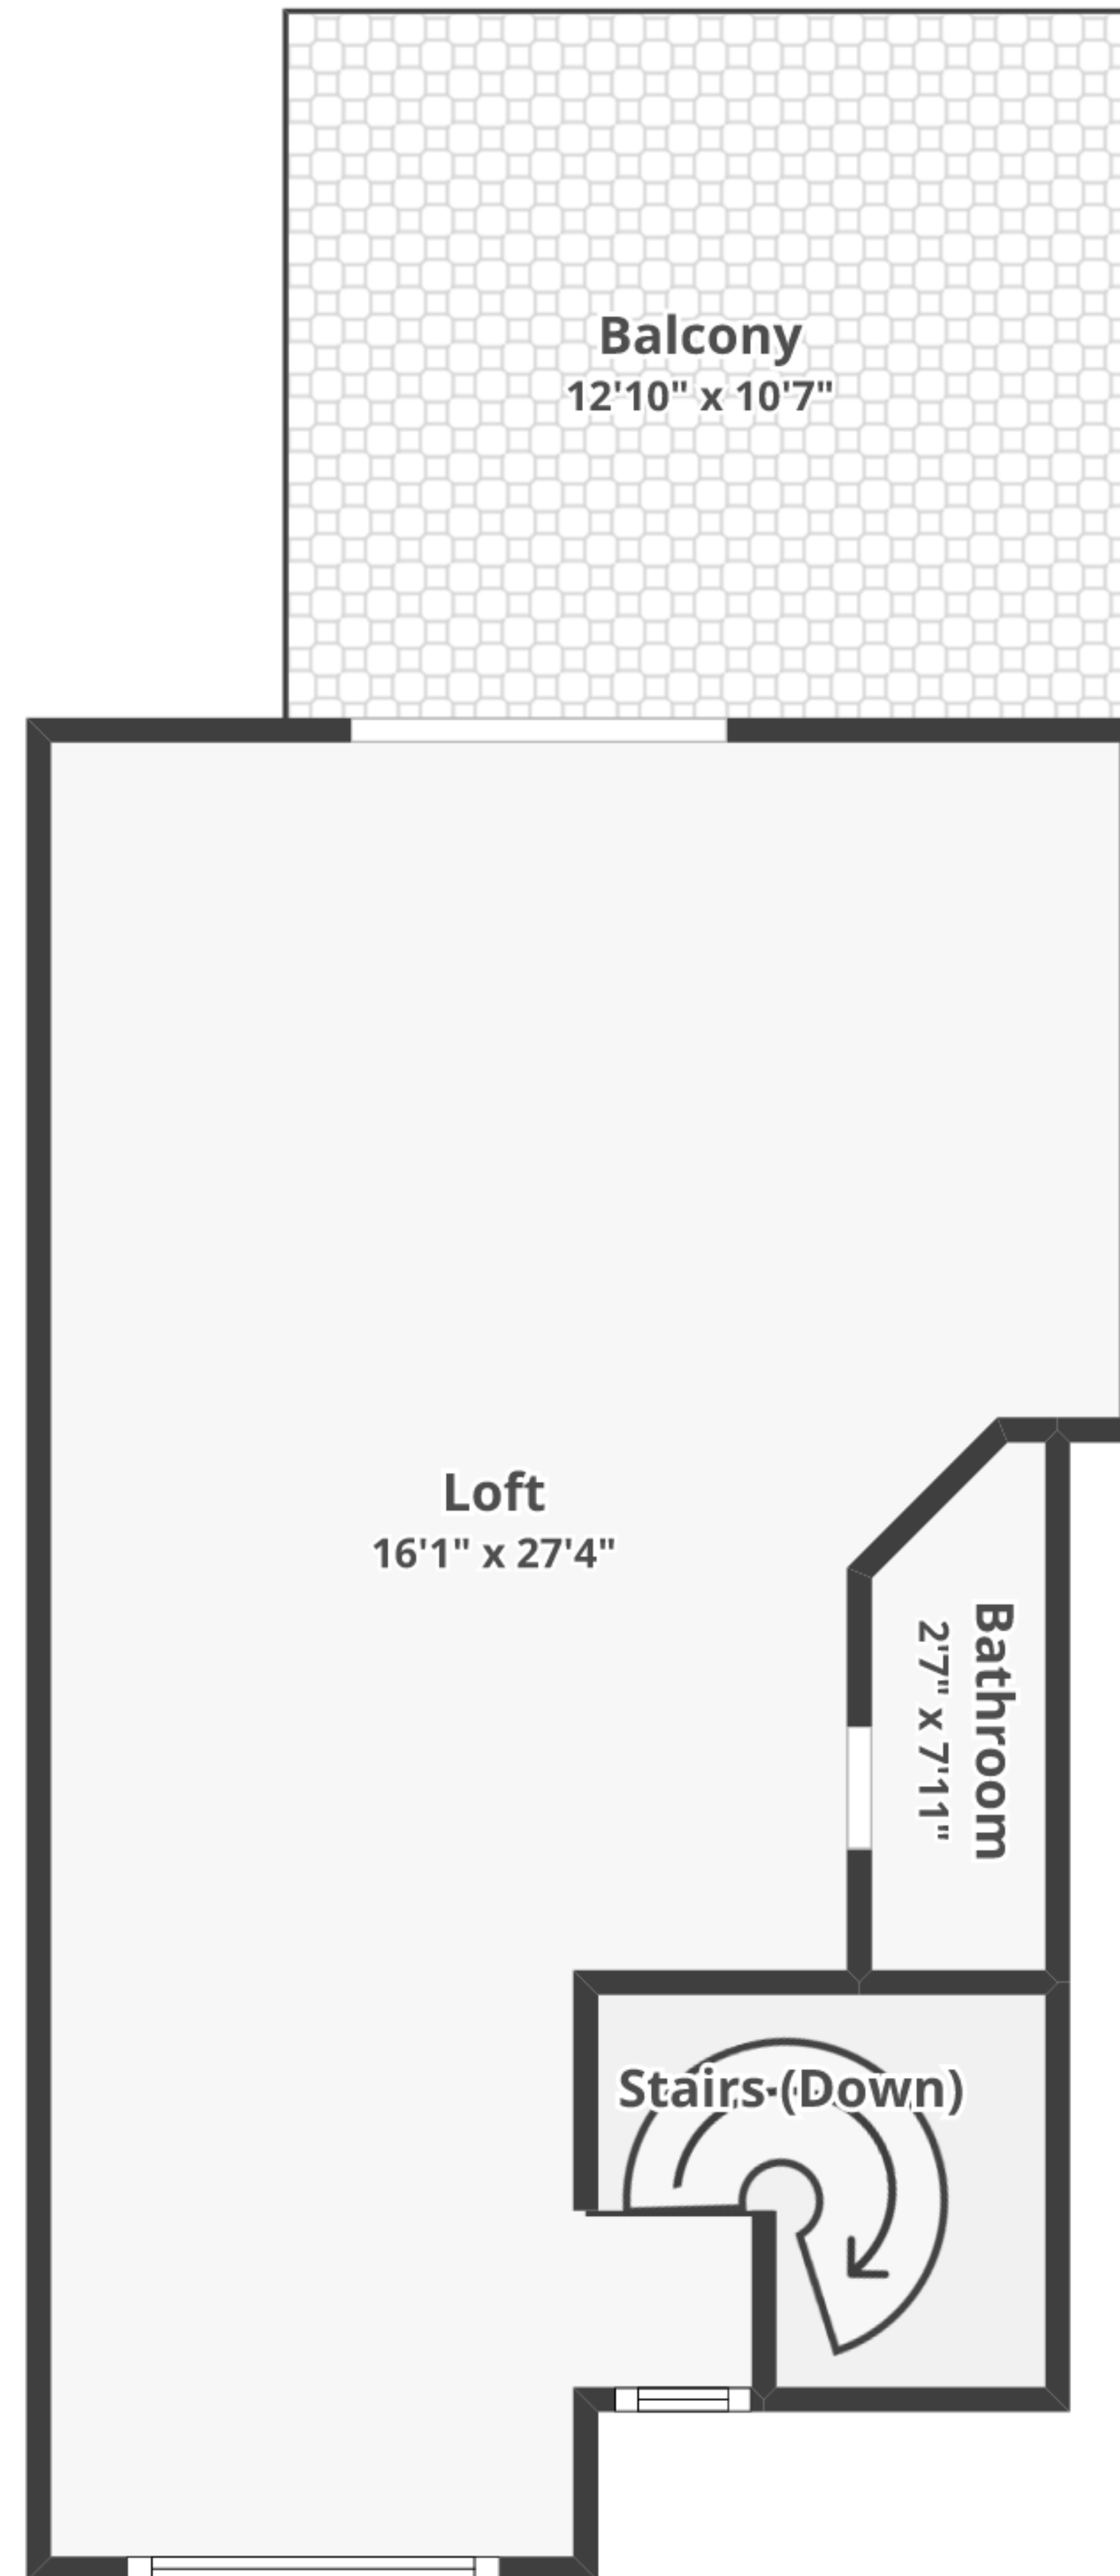 Balcony
12'10" x 10'7"
Loft
16'1" x 27'4"
Bathroom
2'7" x 7'11"
Stairs (Down)